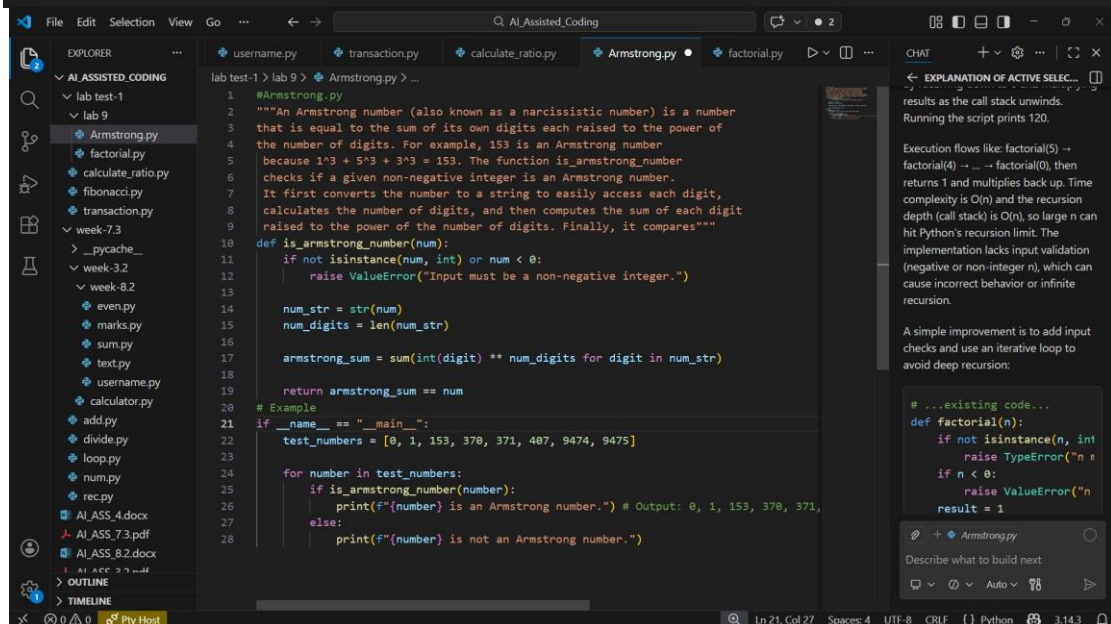 File Edit Selection View Go ...
AI_Assisted_Coding
2
EXPLORER ...
AI_ASSISTED_CODING
lab test-1
lab 9
Armstrong.py
factorial.py
calculate_ratio.py
fibonacci.py
transaction.py
week-7.3
__pycache__
week-3.2
week-8.2
even.py
marks.py
sum.py
text.py
username.py
calculator.py
add.py
divide.py
loop.py
num.py
rec.py
AI_ASS_4.docx
AI_ASS_7.3.pdf
AI_ASS_8.2.docx
OUTLINE
TIMELINE
username.py transaction.py calculate_ratio.py Armstrong.py factorial.py ...
lab test-1 > lab 9 > Armstrong.py > ...
1 #Armstrong.py
2 """An Armstrong number (also known as a narcissistic number) is a number
3 that is equal to the sum of its own digits each raised to the power of
4 the number of digits. For example, 153 is an Armstrong number
5 because 1^3 + 5^3 + 3^3 = 153. The function is_armstrong_number
6 checks if a given non-negative integer is an Armstrong number.
7 It first converts the number to a string to easily access each digit,
8 calculates the number of digits, and then computes the sum of each digit
9 raised to the power of the number of digits. Finally, it compares"""
10 def is_armstrong_number(num):
11 if not isinstance(num, int) or num < 0:
12 raise ValueError("Input must be a non-negative integer.")
13
14 num_str = str(num)
15 num_digits = len(num_str)
16
17 armstrong_sum = sum(int(digit) ** num_digits for digit in num_str)
18
19 return armstrong_sum == num
20 # Example
21 if __name__ == "__main__":
22 test_numbers = [0, 1, 153, 370, 371, 407, 9474, 9475]
23
24 for number in test_numbers:
25 if is_armstrong_number(number):
26 print(f"{number} is an Armstrong number.") # Output: 0, 1, 153, 370, 371,
27 else:
28 print(f"{number} is not an Armstrong number.")
CHAT
EXPLANATION OF ACTIVE SELEC...
results as the call stack unwinds.
Running the script prints 120.
Execution flows like: factorial(5) →
factorial(4) → ... → factorial(0), then
returns 1 and multiplies back up. Time
complexity is O(n) and the recursion
depth (call stack) is O(n), so large n can
hit Python's recursion limit. The
implementation lacks input validation
(negative or non-integer n), which can
cause incorrect behavior or infinite
recursion.
A simple improvement is to add input
checks and use an iterative loop to
avoid deep recursion:
# ...existing code...
def factorial(n):
if not isinstance(n, int
raise TypeError("n
if n < 0:
raise ValueError("n
result = 1
Armstrong.py
Describe what to build next
Auto
0 0 Pty Host
Ln 21, Col 27 Spaces: 4 UTF-8 CRLF { } Python 3.14.3